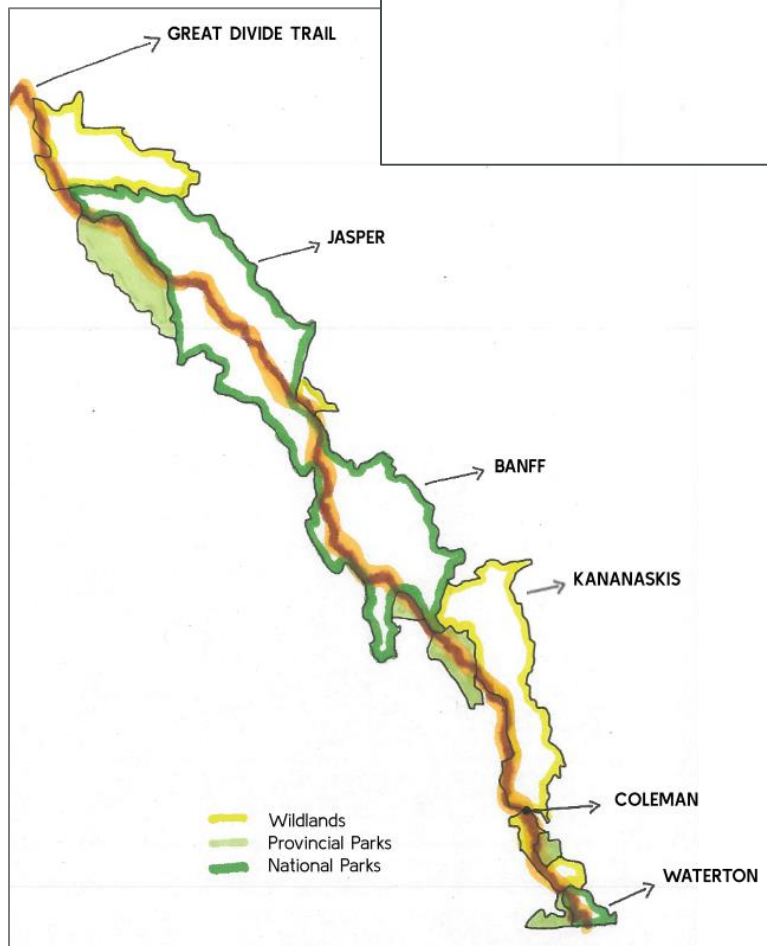 GREAT DIVIDE TRAIL
JASPER
BANFF
KANANASKIS
COLEMAN
Wildlands
Provincial Parks
National Parks
WATERTON